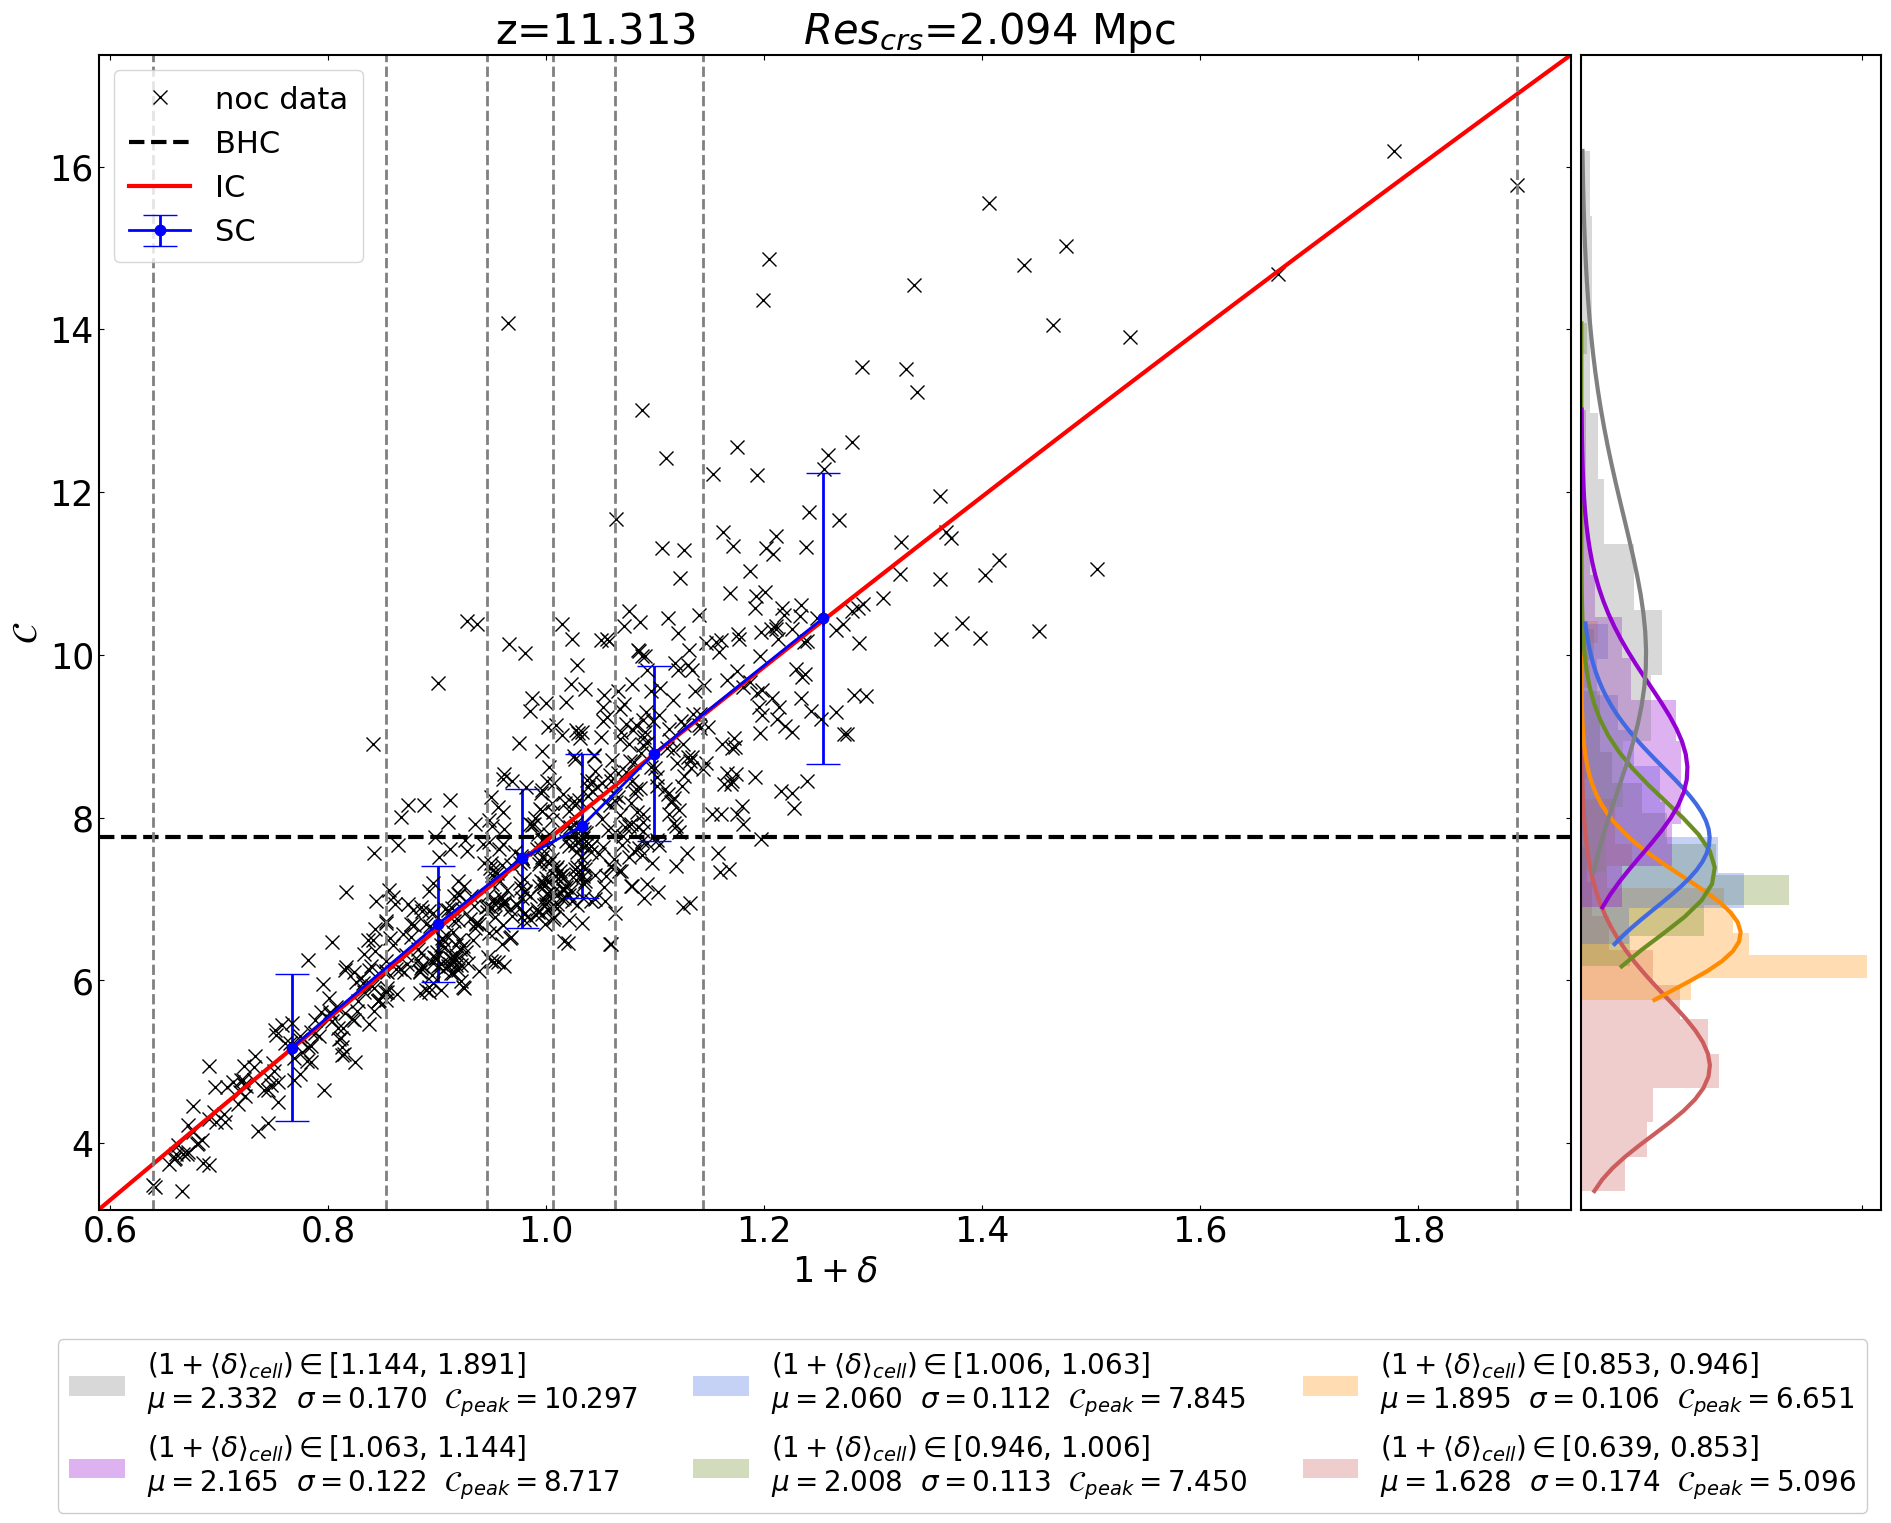 z=11.313 Res_crs=2.094 Mpc
noc data
BHC
IC
SC
16
14
12
10
8
6
4
𝒞
0.6 0.8 1.0 1.2 1.4 1.6 1.8
1 + δ
(1 + ⟨δ⟩_cell) ∈ [1.144, 1.891]
μ = 2.332 σ = 0.170 𝒞_peak = 10.297
(1 + ⟨δ⟩_cell) ∈ [1.063, 1.144]
μ = 2.165 σ = 0.122 𝒞_peak = 8.717
(1 + ⟨δ⟩_cell) ∈ [1.006, 1.063]
μ = 2.060 σ = 0.112 𝒞_peak = 7.845
(1 + ⟨δ⟩_cell) ∈ [0.946, 1.006]
μ = 2.008 σ = 0.113 𝒞_peak = 7.450
(1 + ⟨δ⟩_cell) ∈ [0.853, 0.946]
μ = 1.895 σ = 0.106 𝒞_peak = 6.651
(1 + ⟨δ⟩_cell) ∈ [0.639, 0.853]
μ = 1.628 σ = 0.174 𝒞_peak = 5.096